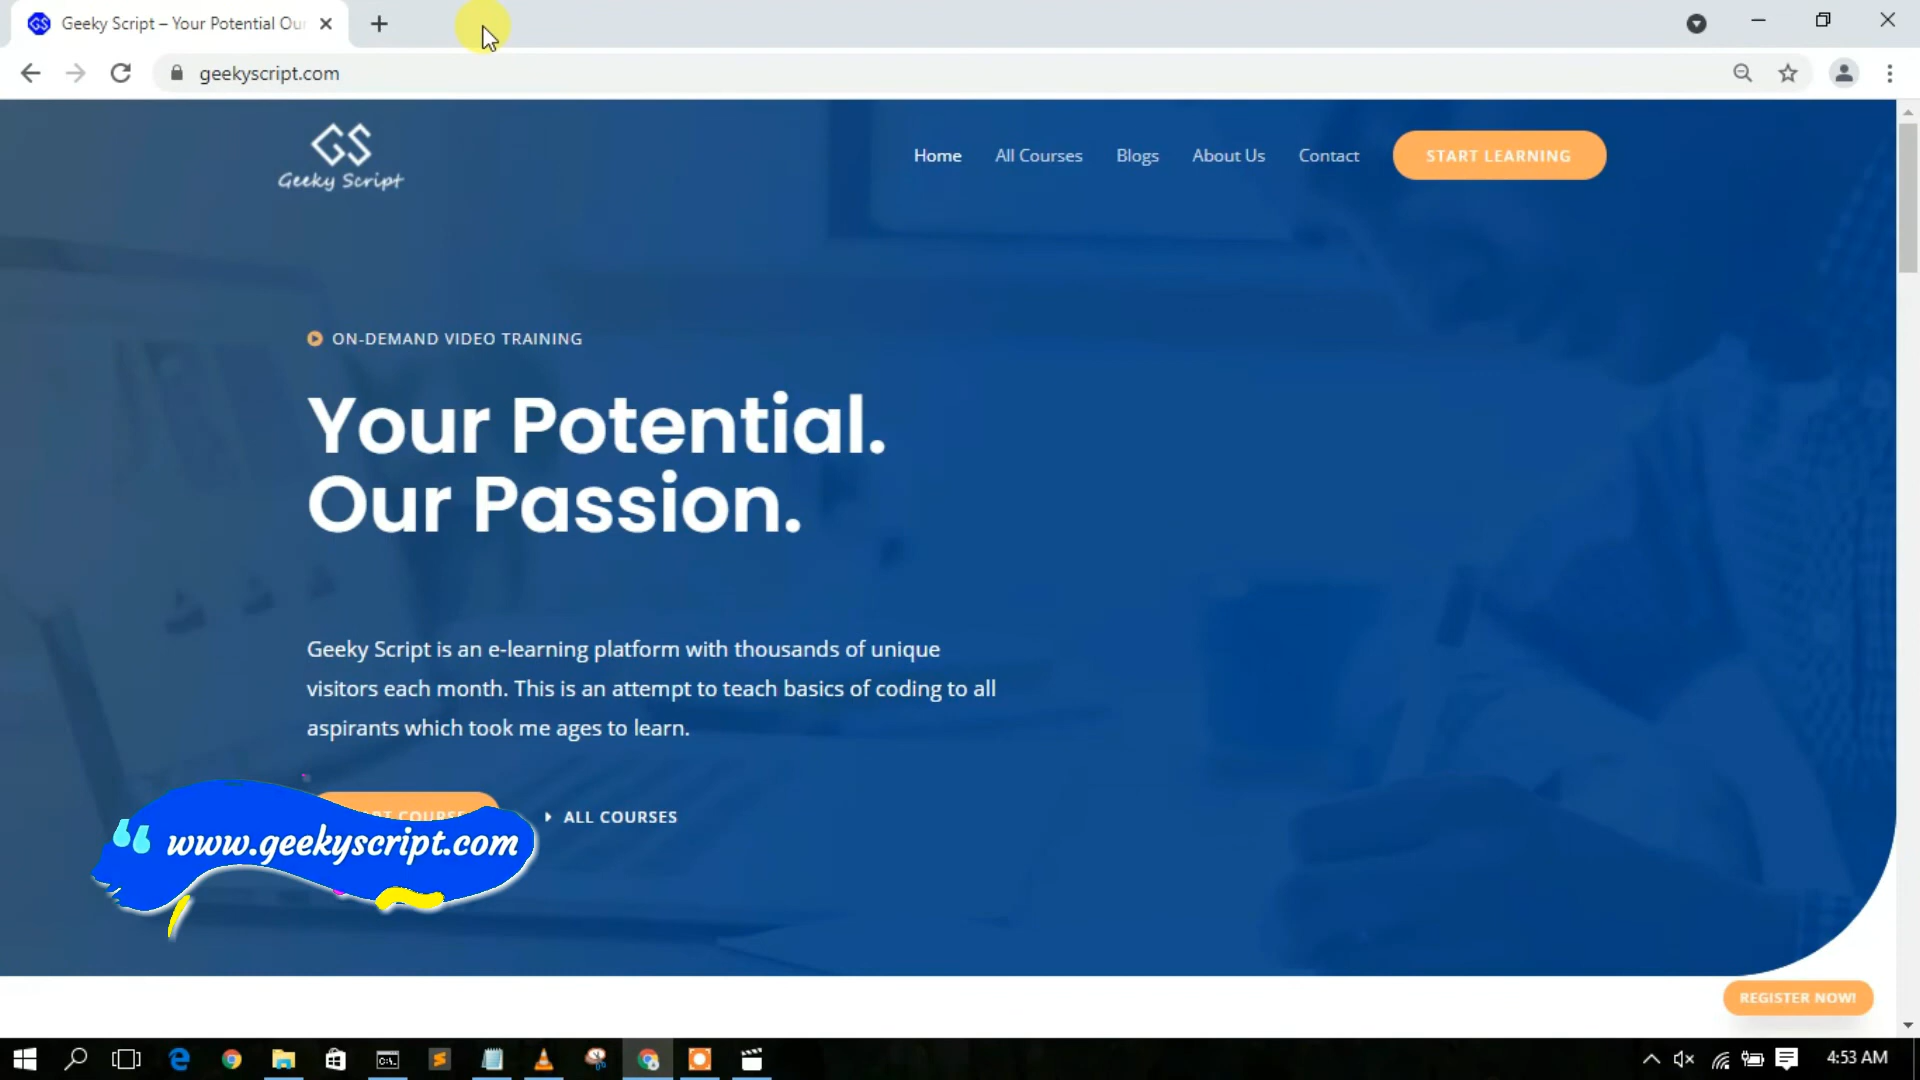 Geeky Script – Your Potential Our
geekyscript.com
GS
Geeky Script
Home
All Courses
Blogs
About Us
Contact
START LEARNING
ON-DEMAND VIDEO TRAINING
Your Potential.
Our Passion.
Geeky Script is an e-learning platform with thousands of unique
visitors each month. This is an attempt to teach basics of coding to all
aspirants which took me ages to learn.
ALL COURSES
“ www.geekyscript.com
REGISTER NOW!
4:53 AM